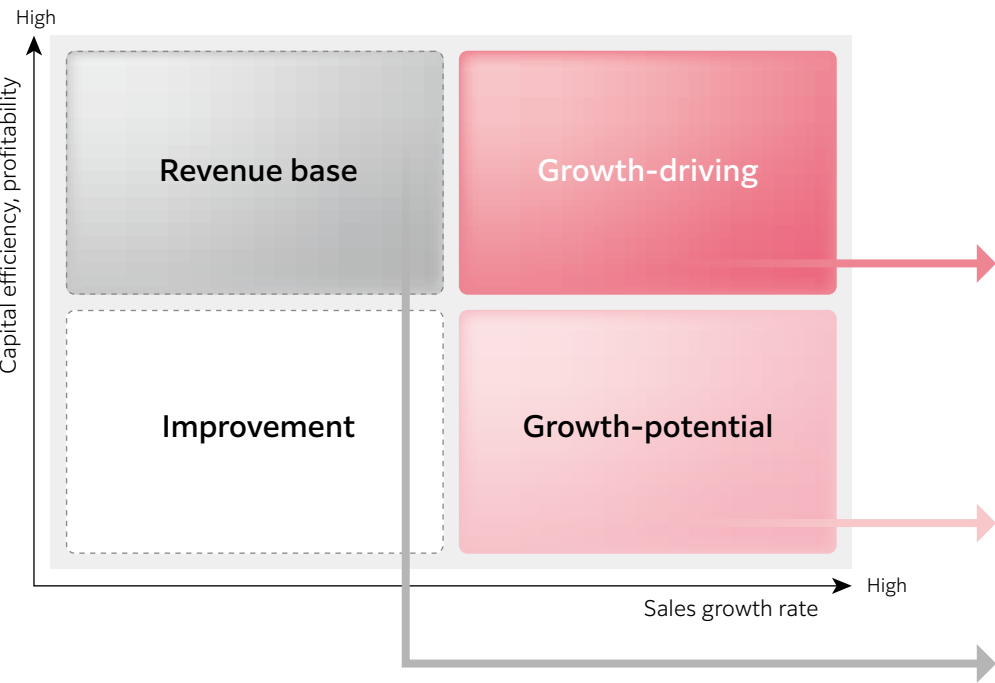 High
Capital efficiency, profitability
Revenue base
Growth-driving
Improvement
Growth-potential
High
Sales growth rate